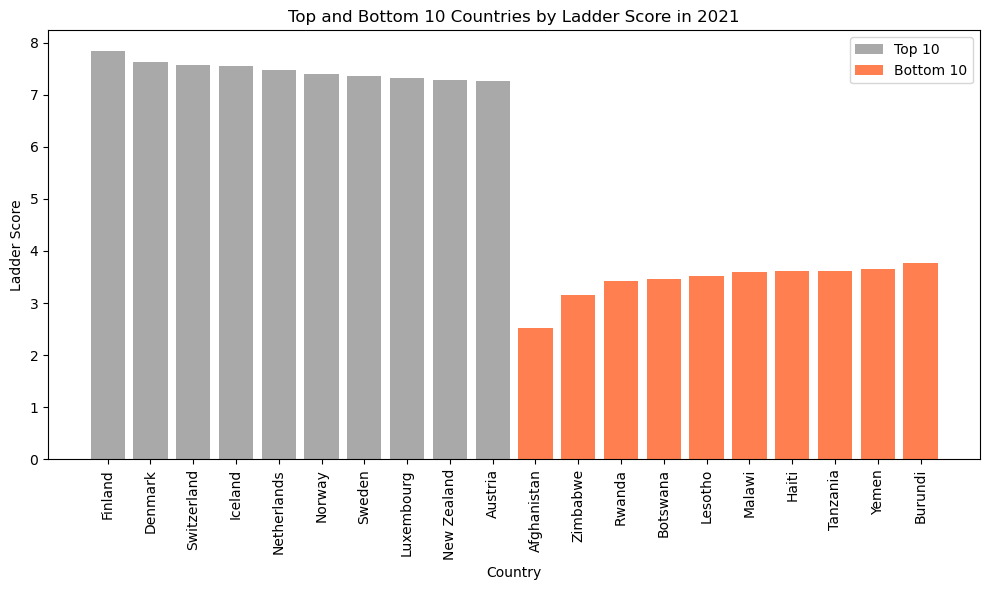 Top and Bottom 10 Countries by Ladder Score in 2021
Top 10
Bottom 10
Ladder Score
8
7
6
5
4
3
2
1
0
Finland
Denmark
Switzerland
Iceland
Netherlands
Norway
Sweden
Luxembourg
New Zealand
Austria
Afghanistan
Zimbabwe
Rwanda
Botswana
Lesotho
Malawi
Haiti
Tanzania
Yemen
Burundi
Country